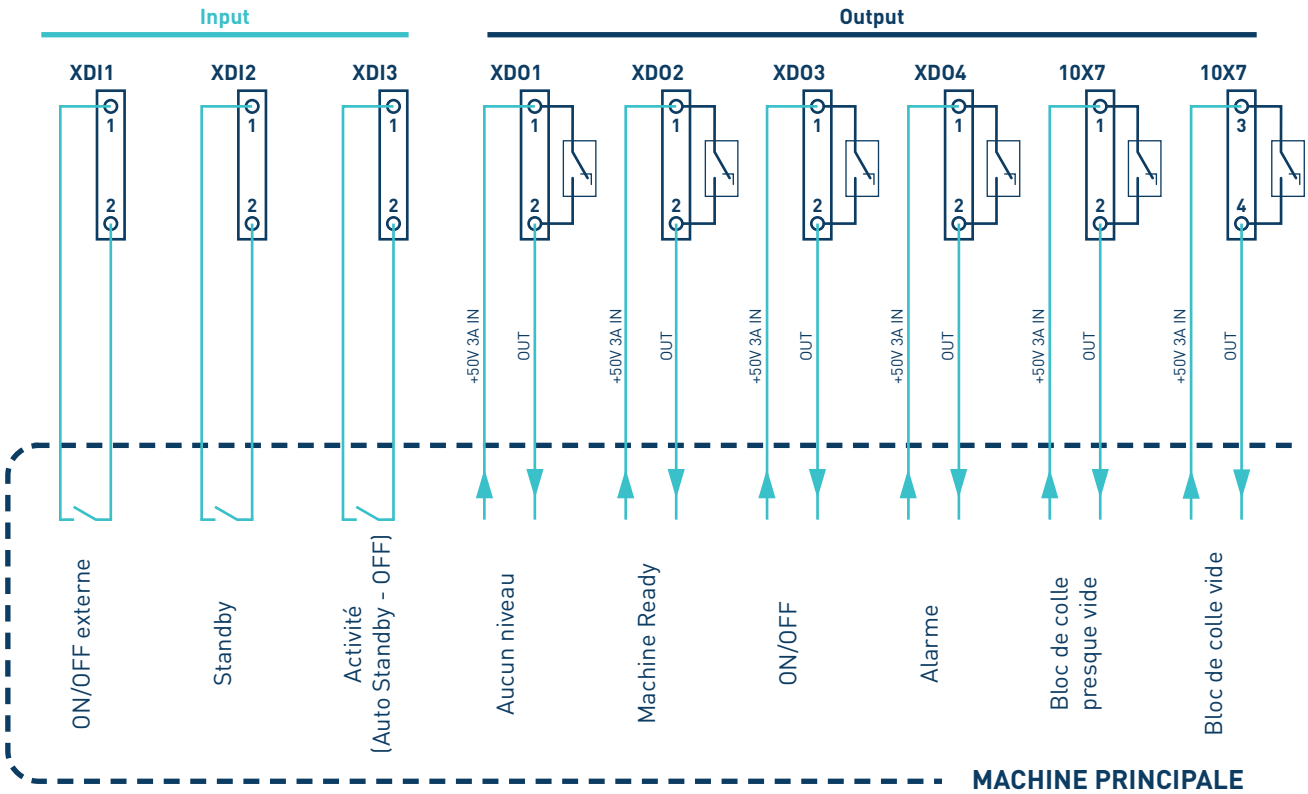 Input
Output
XDI1
XDI2
XDI3
XDO1
XDO2
XDO3
XDO4
10X7
10X7
1
1
1
1
1
1
1
1
3
2
2
2
2
2
2
2
2
4
+50V 3A IN
OUT
+50V 3A IN
OUT
+50V 3A IN
OUT
+50V 3A IN
OUT
+50V 3A IN
OUT
+50V 3A IN
OUT
ON/OFF externe
Standby
Activité
(Auto Standby - OFF)
Aucun niveau
Machine Ready
ON/OFF
Alarme
Bloc de colle
presque vide
Bloc de colle vide
MACHINE PRINCIPALE